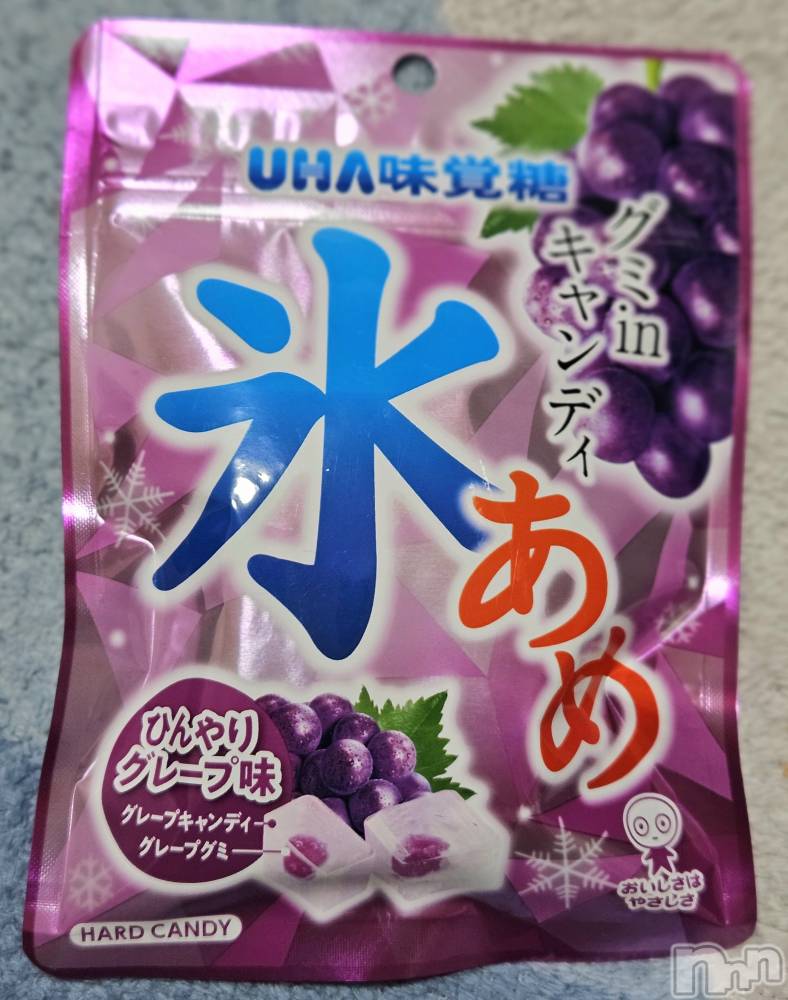 UHA味覚糖
グミ・in
キャンディ
氷
あめ
ひんやり
グレープ味
グレープキャンディー
グレープグミ
HARD CANDY
おいしさは
やさしさ
nnn